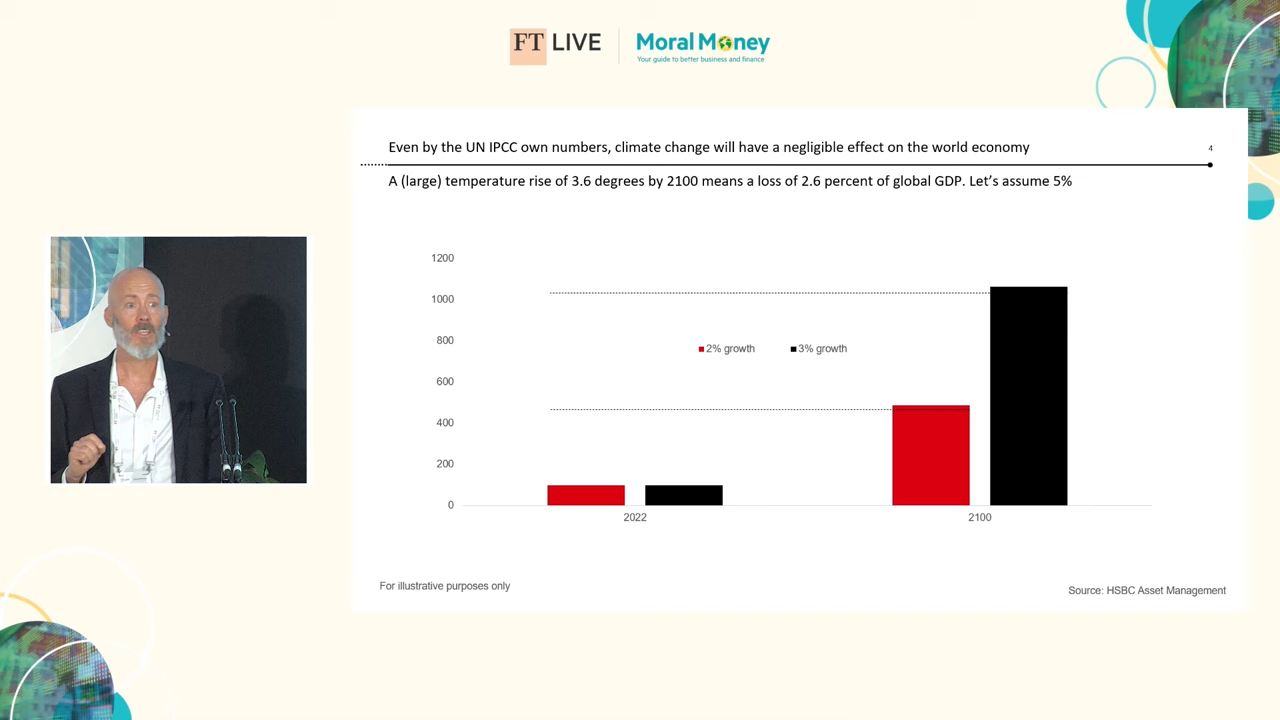 FT LIVE
Moral Money
Your guide to better business and finance
Even by the UN IPCC own numbers, climate change will have a negligible effect on the world economy
4
A (large) temperature rise of 3.6 degrees by 2100 means a loss of 2.6 percent of global GDP. Let's assume 5%
1200
1000
800
600
400
200
0
2% growth
3% growth
2022
2100
For illustrative purposes only
Source: HSBC Asset Management